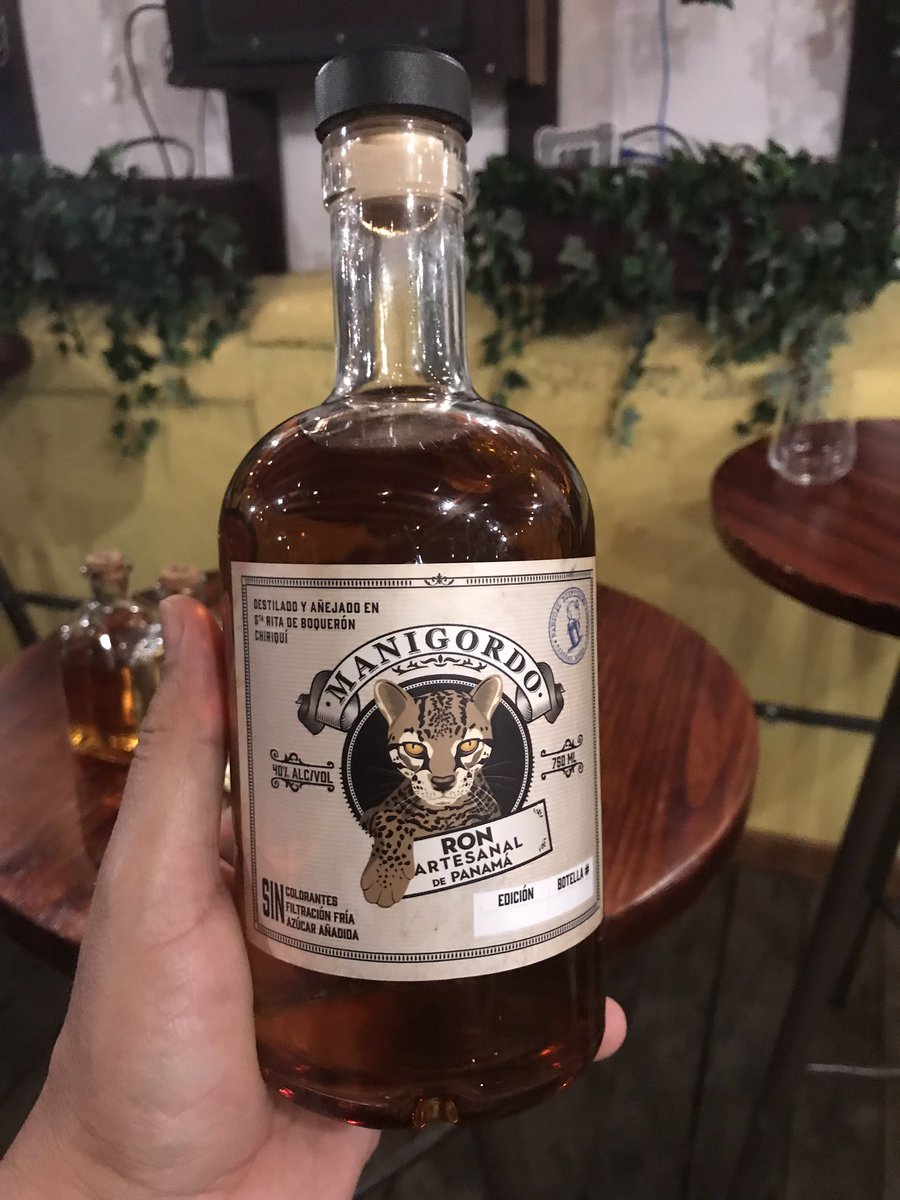 DESTILADO Y AÑEJADO EN
STA RITA DE BOQUERÓN
CHIRIQUÍ
·MANIGORDO·
40% ALC/VOL
750 ML
RON
ARTESANAL
DE PANAMÁ
SIN
COLORANTES
FILTRACIÓN FRÍA
AZÚCAR AÑADIDA
EDICIÓN
BOTELLA #